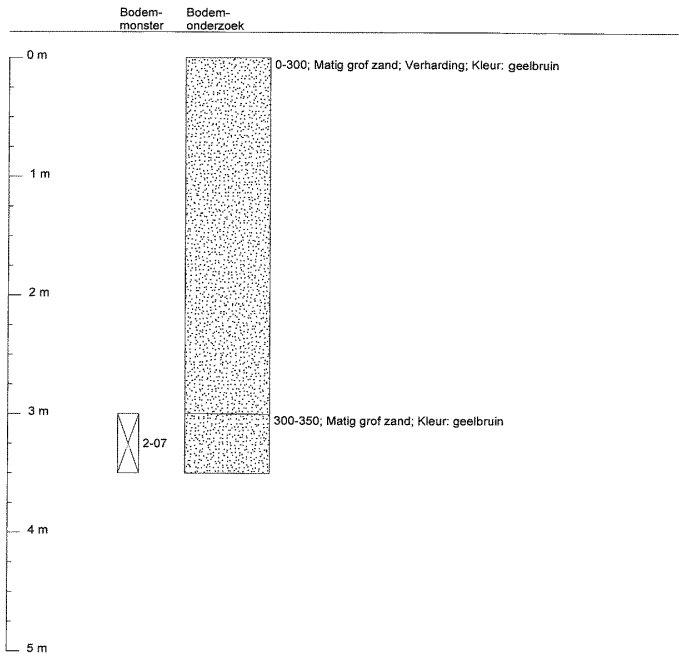 Bodem-
monster
Bodem-
onderzoek
0 m
0-300; Matig grof zand; Verharding; Kleur: geelbruin
1 m
2 m
3 m
300-350; Matig grof zand; Kleur: geelbruin
2-07
4 m
5 m